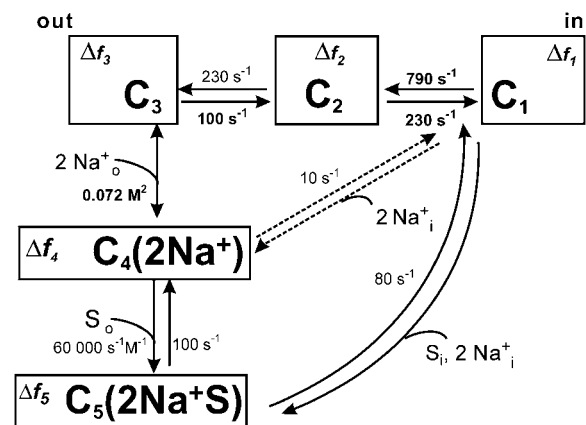 out in
Δf₃ Δf₂ Δf₁
C₃ 230 s⁻¹ C₂ 790 s⁻¹ C₁
100 s⁻¹ 230 s⁻¹
2 Na⁺ₒ
0.072 M²
10 s⁻¹
2 Na⁺ᵢ
Δf₄ C₄(2Na⁺)
80 s⁻¹
Sₒ
60 000 s⁻¹M⁻¹ 100 s⁻¹
Sᵢ, 2 Na⁺ᵢ
Δf₅ C₅(2Na⁺S)